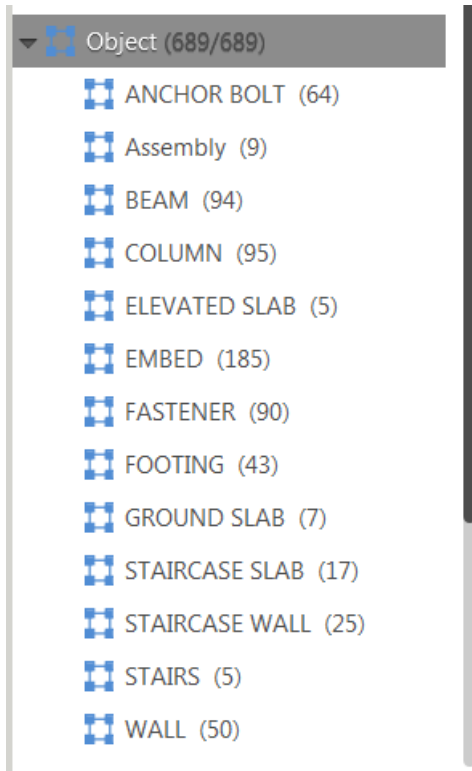 Object (689/689)
ANCHOR BOLT (64)
Assembly (9)
BEAM (94)
COLUMN (95)
ELEVATED SLAB (5)
EMBED (185)
FASTENER (90)
FOOTING (43)
GROUND SLAB (7)
STAIRCASE SLAB (17)
STAIRCASE WALL (25)
STAIRS (5)
WALL (50)